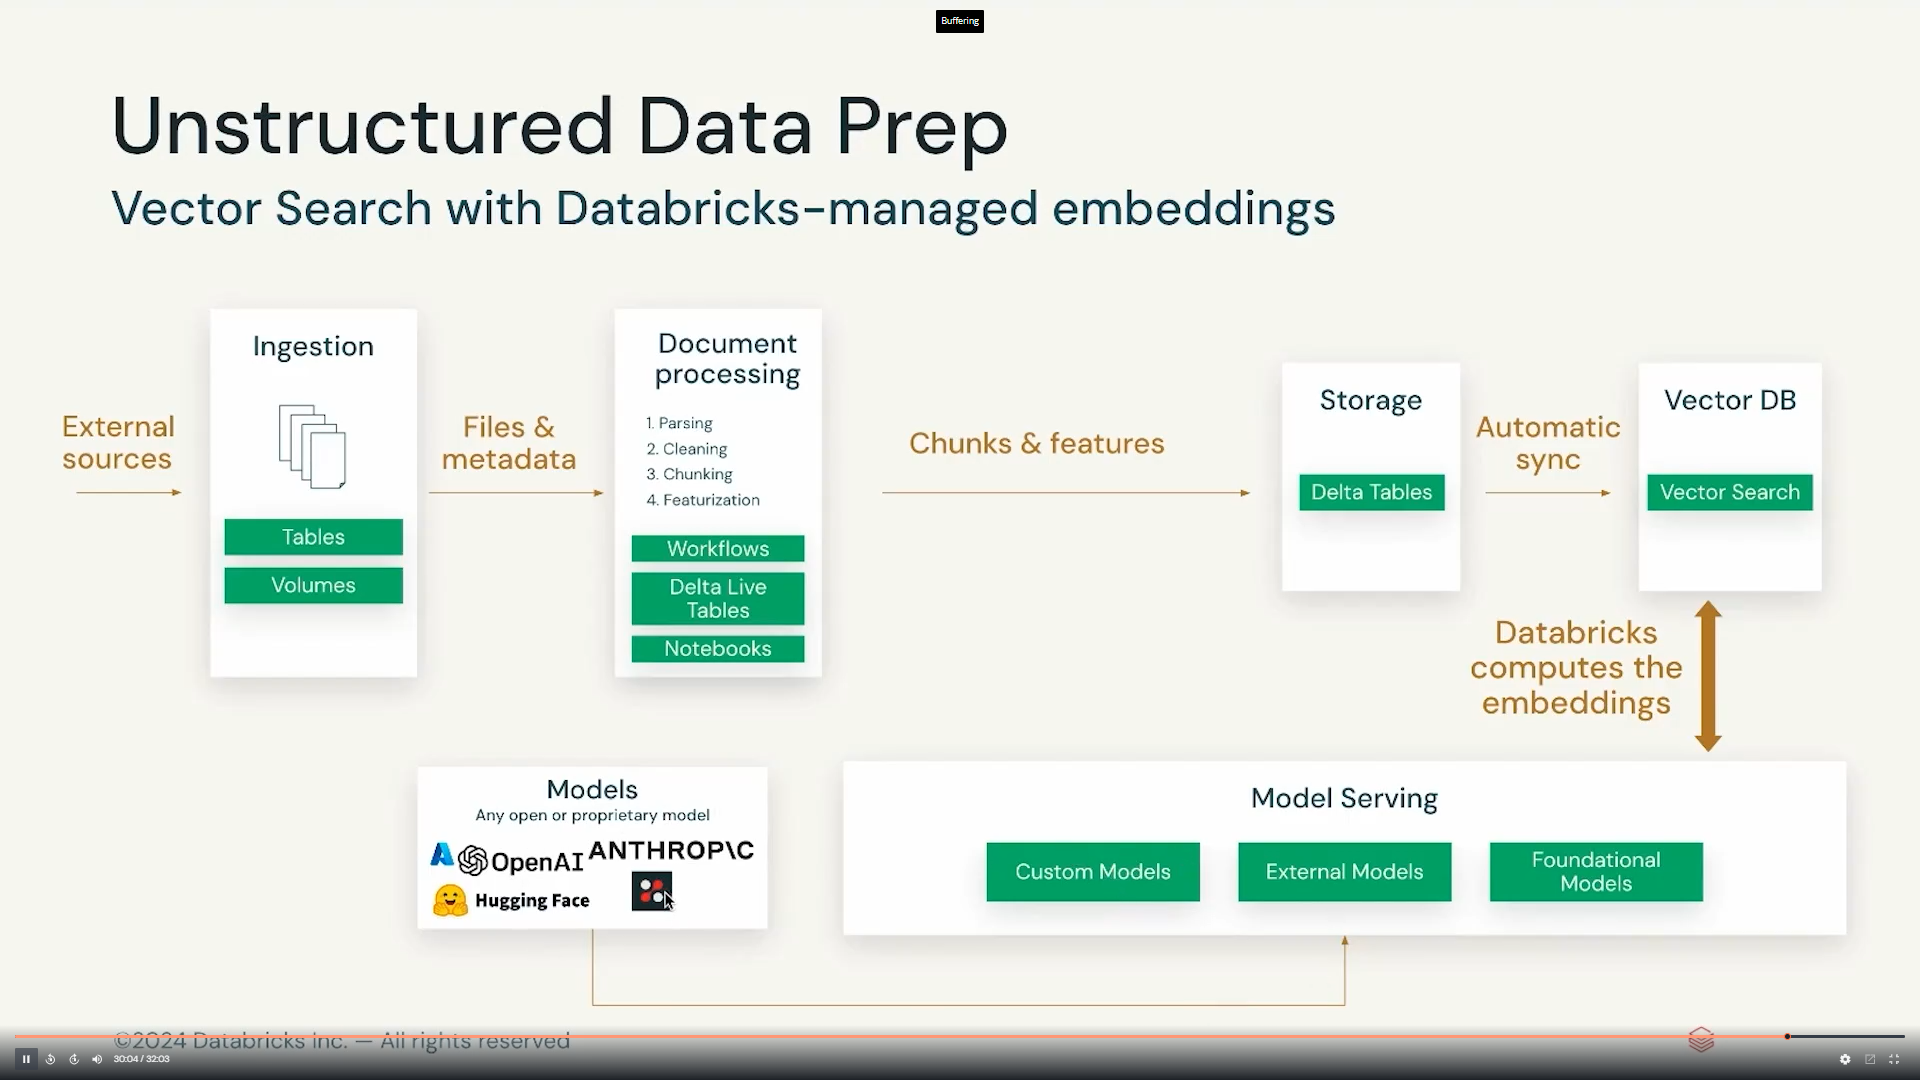 Buffering
Unstructured Data Prep
Vector Search with Databricks-managed embeddings
External
sources
Ingestion
Tables
Volumes
Files &
metadata
Document
processing
1. Parsing
2. Cleaning
3. Chunking
4. Featurization
Workflows
Delta Live
Tables
Notebooks
Chunks & features
Storage
Delta Tables
Automatic
sync
Vector DB
Vector Search
Databricks
computes the
embeddings
Models
Any open or proprietary model
OpenAI
ANTHROP\C
Hugging Face
Model Serving
Custom Models
External Models
Foundational
Models
©2024 Databricks Inc. — All rights reserved
30:04 / 32:03